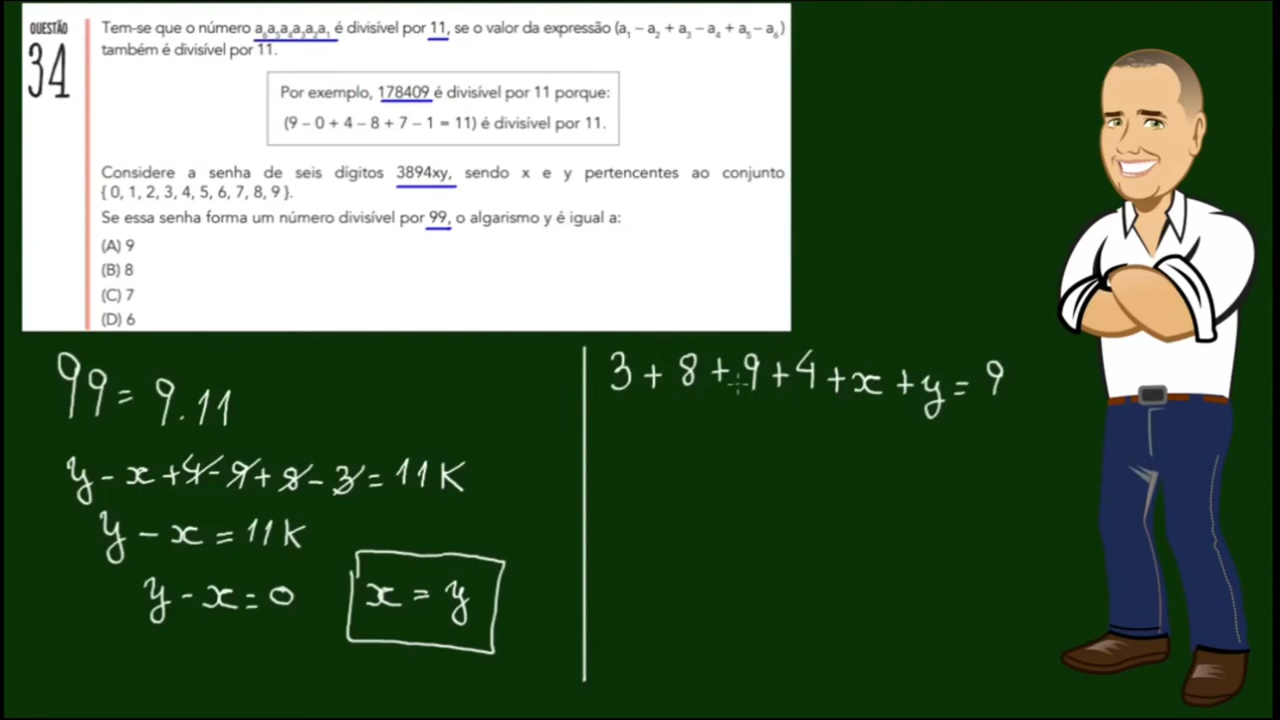 QUESTÃO
34
Tem-se que o número a₆a₅a₄a₃a₂a₁ é divisível por 11, se o valor da expressão (a₁ – a₂ + a₃ – a₄ + a₅ – a₆)
também é divisível por 11.
Por exemplo, 178409 é divisível por 11 porque:
(9 – 0 + 4 – 8 + 7 – 1 = 11) é divisível por 11.
Considere a senha de seis dígitos 3894xy, sendo x e y pertencentes ao conjunto
{ 0, 1, 2, 3, 4, 5, 6, 7, 8, 9 }.
Se essa senha forma um número divisível por 99, o algarismo y é igual a:
(A) 9
(B) 8
(C) 7
(D) 6
99 = 9.11
y - x + 4 - 9 + 8 - 3 = 11K
y - x = 11K
y - x = 0
x = y
3 + 8 + 9 + 4 + x + y = 9